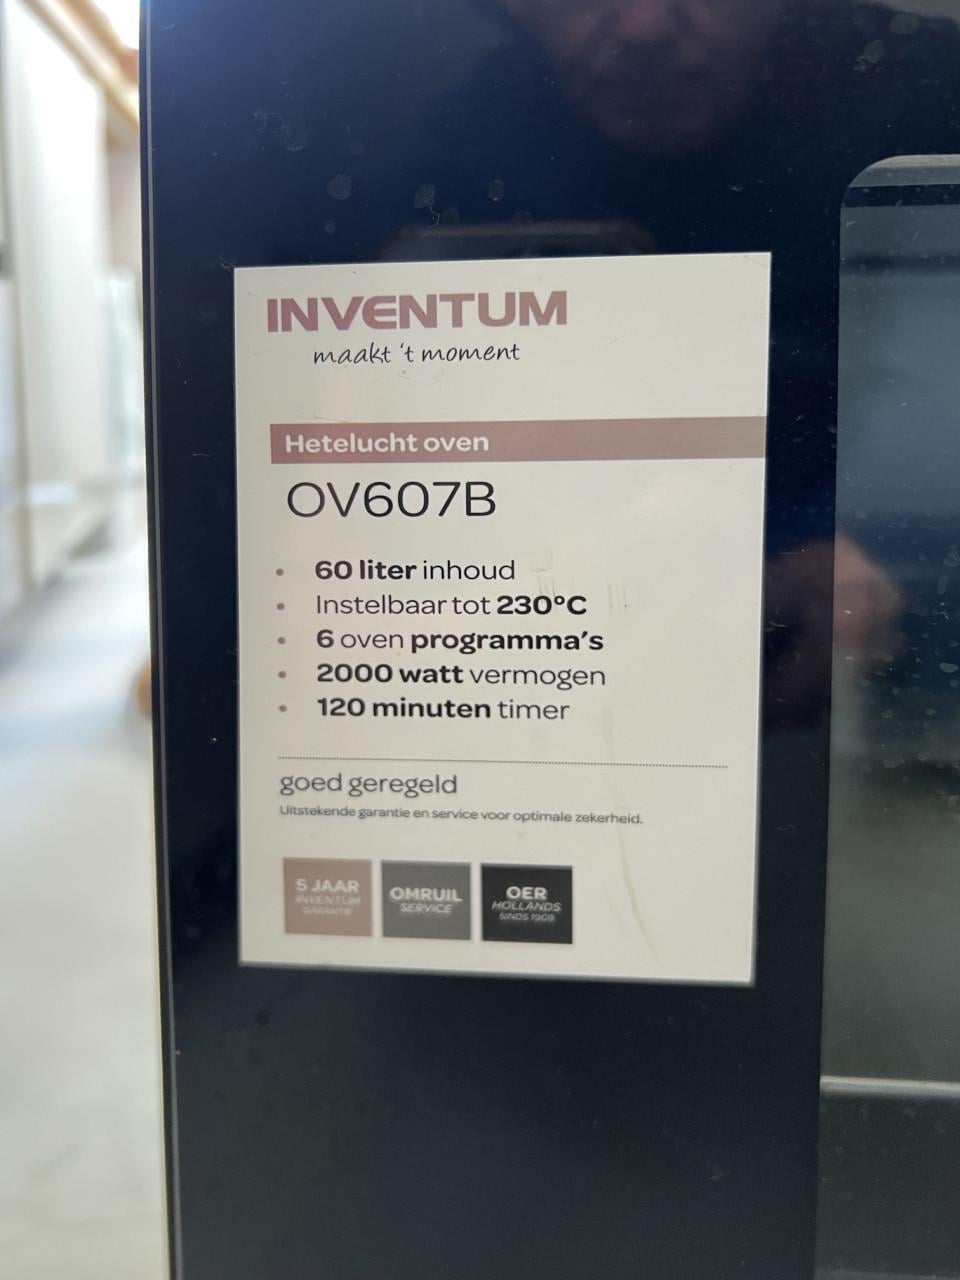 INVENTUM
maakt 't moment
Hetelucht oven
OV607B
• 60 liter inhoud
• Instelbaar tot 230°C
• 6 oven programma's
• 2000 watt vermogen
• 120 minuten timer
goed geregeld
Uitstekende garantie en service voor optimale zekerheid.
5 JAAR
INVENTUM
GARANTIE
OMRUIL
SERVICE
OER
HOLLANDS
SINDS 1908